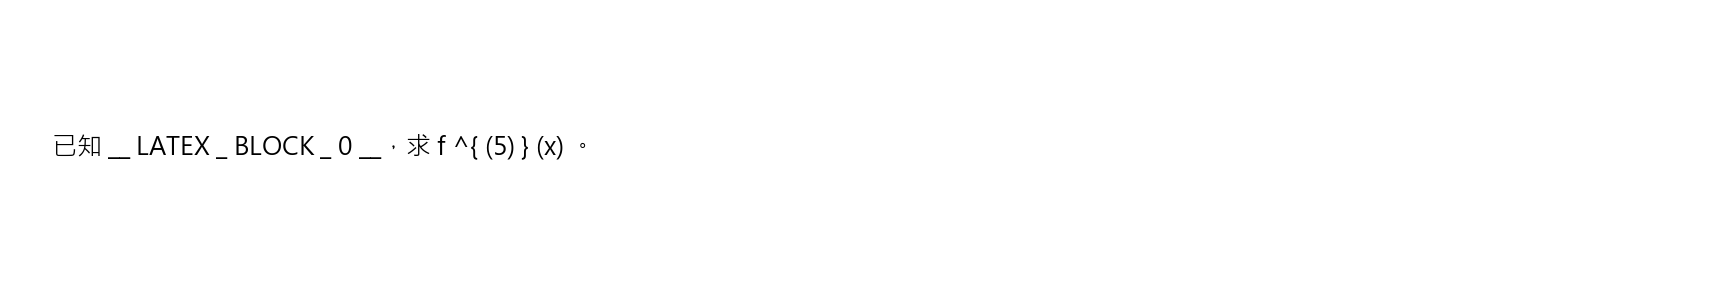 已知 __ LATEX _ BLOCK _ 0 __，求 f ^{ (5) } (x) 。